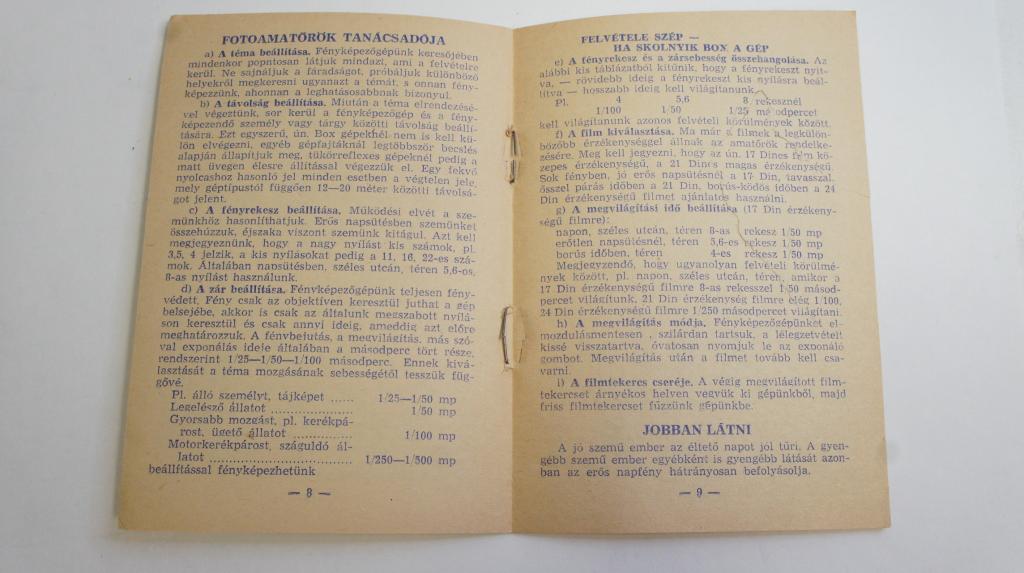 FOTOAMATŐRÖK TANÁCSADÓJA
a) A téma beállítása. Fényképezőgépünk keresőjében
mindenkor pontosan látjuk mindazt, ami a felvételre
kerül. Ne sajnáljuk a fáradságot, próbáljuk különböző
helyekről megkeresni ugyanazt a témát, s onnan fény-
képezzünk, ahonnan a leghatásosabbnak bizonyul.
b) A távolság beállítása. Miután a téma elrendezésé-
vel végeztünk, sor kerül a fényképezőgép és a fény-
képezendő személy vagy tárgy közötti távolság beállí-
tására. Ezt egyszerű, ún. Box gépekhél nem is kell kü-
lön elvégezni, egyéb gépfajtáknál legtöbbször becslés
alapján állapítjuk meg, tükörreflexes gépeknél pedig a
matt üvegen élesre állítással végezzük el. Egy fekvő
nyolcashoz hasonló jel minden esetben a végtelen jele,
mely géptípustól függően 12—20 méter közötti távolsá-
got jelent.
c) A fényrekesz beállítása. Működési elvét a sze-
münkhöz hasonlíthatjuk. Erős napsütésben szemünket
összehúzzuk, éjszaka viszont szemünk kitágul. Azt kell
megjegyeznünk, hogy a nagy nyílást kis számok, pl.
3,5, 4 jelzik, a kis nyílásokat pedig a 11, 16, 22-es szá-
mok. Általában napsütésben, széles utcán, téren 5,6-os,
8-as nyílást használunk.
d) A zár beállítása. Fényképezőgépünk teljesen fény-
védett. Fény csak az objektíven keresztül juthat a gép
belsejébe, akkor is csak az általunk megszabott nyílá-
son keresztül és csak annyi ideig, ameddig azt előre
meghatározzuk. A fénybejutás, a megvilágítás, más szó-
val exponálás ideje általában a másodperc tört része,
rendszerint 1/25—1/50—1/100 másodperc. Ennek kivá-
lasztását a téma mozgásának sebességétől tesszük füg-
gővé.
Pl. álló személyt, tájképet ...... 1/25—1/50 mp
Legelésző állatot ..................... 1/50 mp
Gyorsabb mozgást, pl. kerékpá-
rost, ügető állatot ............... 1/100 mp
Motorkerékpárost, száguldó ál-
latot .................................... 1/250—1/500 mp
beállítással fényképezhetünk
— 8 —
FELVÉTELE SZÉP —
HA SKOLNYIK BOX A GÉP
e) A fényrekesz és a zársebesség összehangolása. Az
alábbi kis táblázatból kitűnik, hogy a fényrekeszt nyit-
va, — rövidebb ideig a fényrekeszt kis nyílásra beál-
lítva — hosszabb ideig kell világítanunk.
Pl. 4 5,6 8 rekesznél
1/100 1/50 1/25 másodpercet
kell világítanunk azonos felvételi körülmények között.
f) A film kiválasztása. Ma már a filmek a legkülön-
bözőbb érzékenységgel állnak az amatőrök rendelke-
zésére. Meg kell jegyezni, hogy az ún. 17 Dines film kö-
zepes érzékenységű, a 21 Dines magas érzékenységű.
Sok fényben, jó erős napsütésnél a 17 Din, tavasszal,
ősszel párás időben a 21 Din, borús-ködös időben a 24
Din érzékenységű filmet ajánlatos használni.
g) A megvilágítási idő beállítása (17 Din érzékeny-
ségű filmre):
napon, széles utcán, téren 8-as rekesz 1/50 mp
erőtlen napsütésnél, téren 5,6-es rekesz 1/50 mp
borús időben, téren 4-es rekesz 1/50 mp
Megjegyzendő, hogy ugyanolyan felvételi körülmé-
nyek között, pl. napon, széles utcán, téren, amikor a
17 Din érzékenységű filmre 8-as rekesszel 1/50 másod-
percet világítunk, 21 Din érzékenység filmre elég 1/100,
24 Din érzékenységű filmre 1/250 másodpercet világítani.
h) A megvilágítás módja. Fényképezőgépünket el-
mozdulásmentesen , szilárdan tartsuk, a lélegzetvételt
kissé visszatartva, óvatosan nyomjuk le az exponáló
gombot. Megvilágítás után a filmet tovább kell csa-
varni.
i) A filmtekercs cseréje. A végig megvilágított film-
tekercset árnyékos helyen vegyük ki gépünkből, majd
friss filmtekercset fűzzünk gépünkbe.
JOBBAN LÁTNI
A jó szemű ember az éltető napot jól tűri. A gyen-
gébb szemű ember egyébként is gyengébb látását azon-
ban az erős napfény hátrányosan befolyásolja.
— 9 —